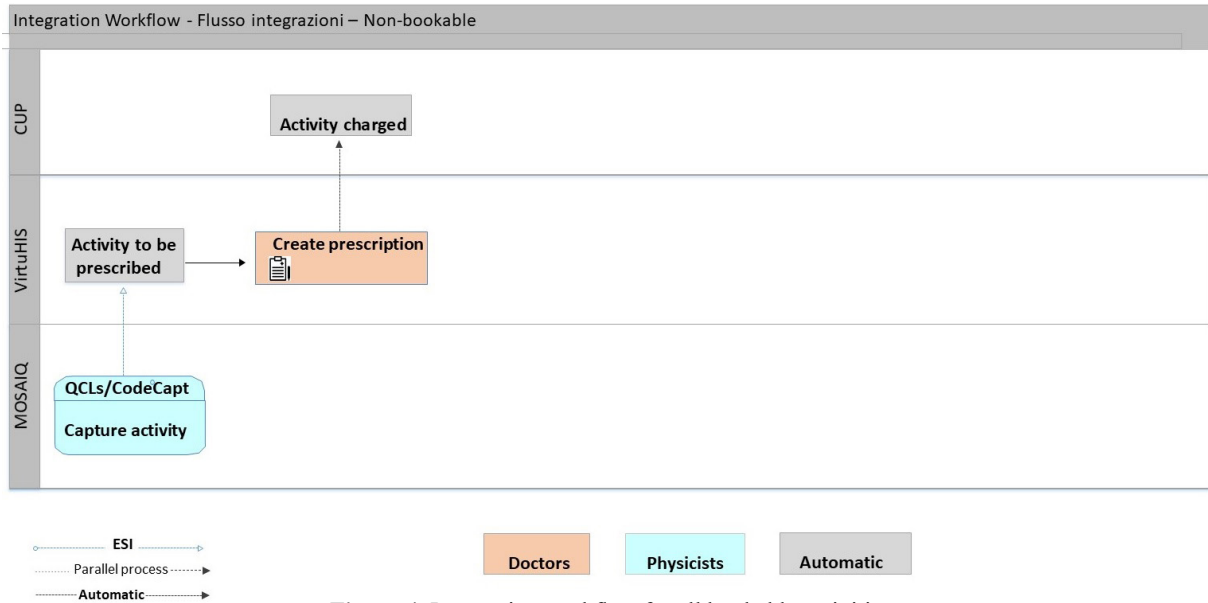 Integration Workflow - Flusso integrazioni – Non-bookable
CUP
Activity charged
VirtuHIS
Activity to be
prescribed
Create prescription
MOSAIQ
QCLs/CodeCapt
Capture activity
ESI
Parallel process
Automatic
Doctors
Physicists
Automatic